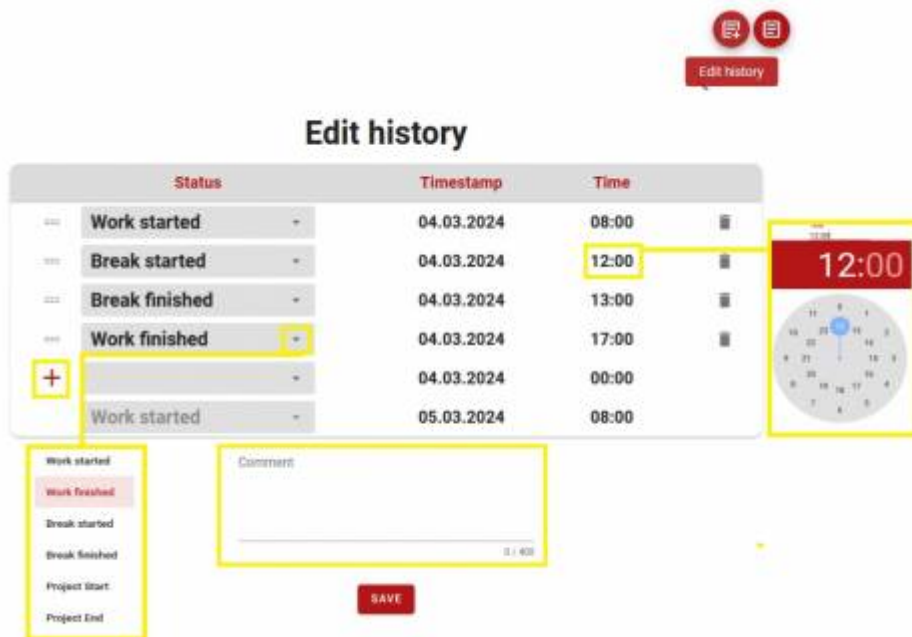 Edit history
Edit history
Status Timestamp Time
Work started 04.03.2024 08:00
Break started 04.03.2024 12:00
Break finished 04.03.2024 13:00
Work finished 04.03.2024 17:00
+ 04.03.2024 00:00
Work started 05.03.2024 08:00
12:00
Work started
Work finished
Break started
Break finished
Project Start
Project End
Comment
0 / 400
SAVE